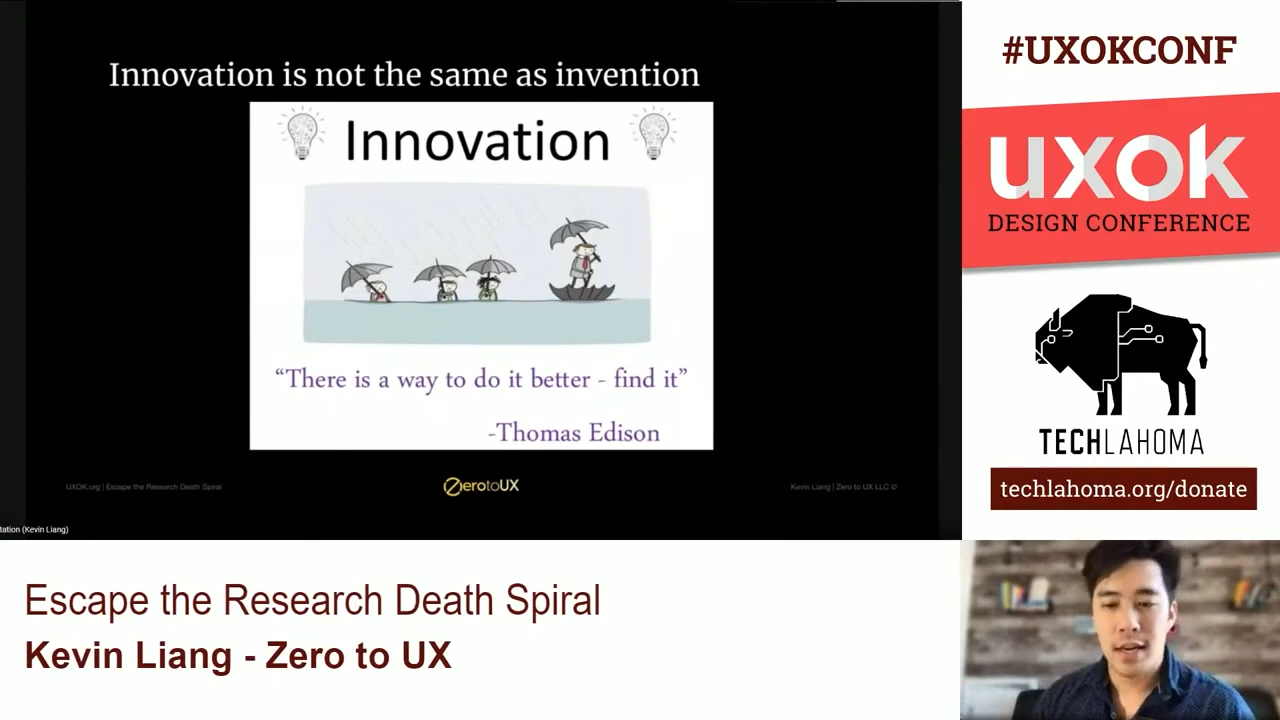 Innovation is not the same as invention
Innovation
“There is a way to do it better - find it”
-Thomas Edison
UXOK.org | Escape the Research Death Spiral
ZerotoUX
Kevin Liang | Zero to UX LLC ©
tation (Kevin Liang)
#UXOKCONF
uxok
DESIGN CONFERENCE
TECHLAHOMA
techlahoma.org/donate
Escape the Research Death Spiral
Kevin Liang - Zero to UX